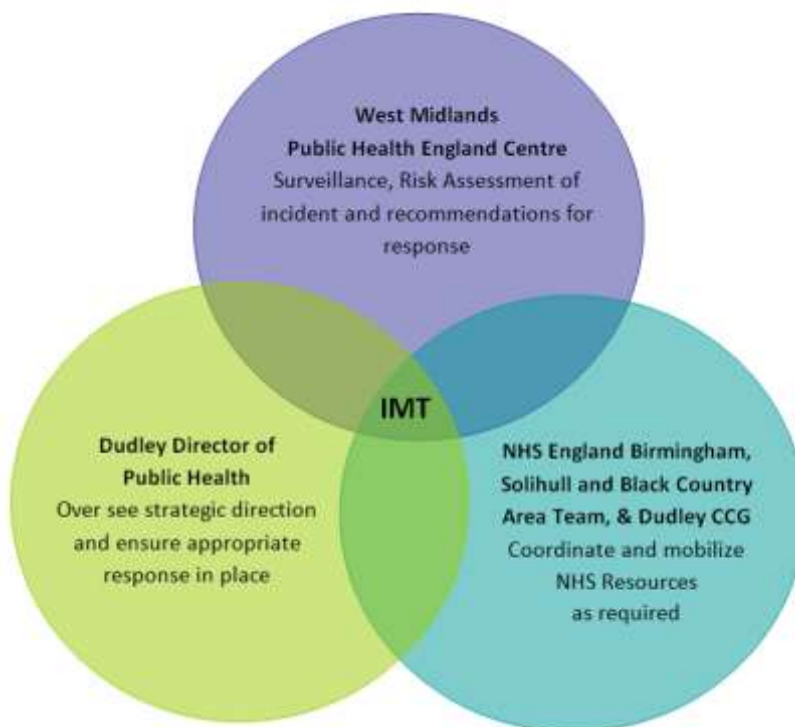 West Midlands
Public Health England Centre
Surveillance, Risk Assessment of
incident and recommendations for
response
IMT
Dudley Director of
Public Health
Over see strategic direction
and ensure appropriate
response in place
NHS England Birmingham,
Solihull and Black Country
Area Team, & Dudley CCG
Coordinate and mobilize
NHS Resources
as required